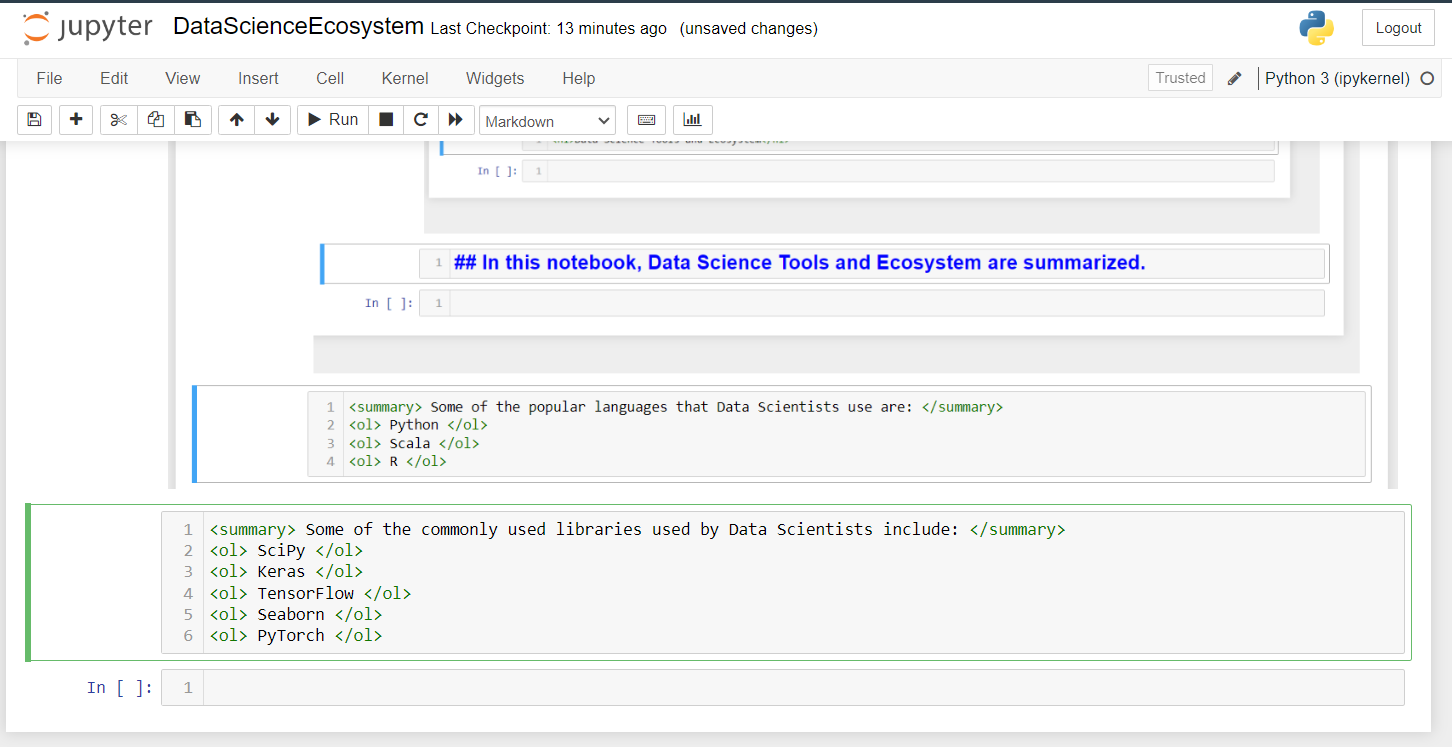 jupyter DataScienceEcosystem Last Checkpoint: 13 minutes ago (unsaved changes) Logout
File Edit View Insert Cell Kernel Widgets Help Trusted Python 3 (ipykernel)
Run Markdown
In [ ]: 1
1 ## In this notebook, Data Science Tools and Ecosystem are summarized.
In [ ]: 1
1 <summary> Some of the popular languages that Data Scientists use are: </summary>
2 <ol> Python </ol>
3 <ol> Scala </ol>
4 <ol> R </ol>
1 <summary> Some of the commonly used libraries used by Data Scientists include: </summary>
2 <ol> SciPy </ol>
3 <ol> Keras </ol>
4 <ol> TensorFlow </ol>
5 <ol> Seaborn </ol>
6 <ol> PyTorch </ol>
In [ ]: 1